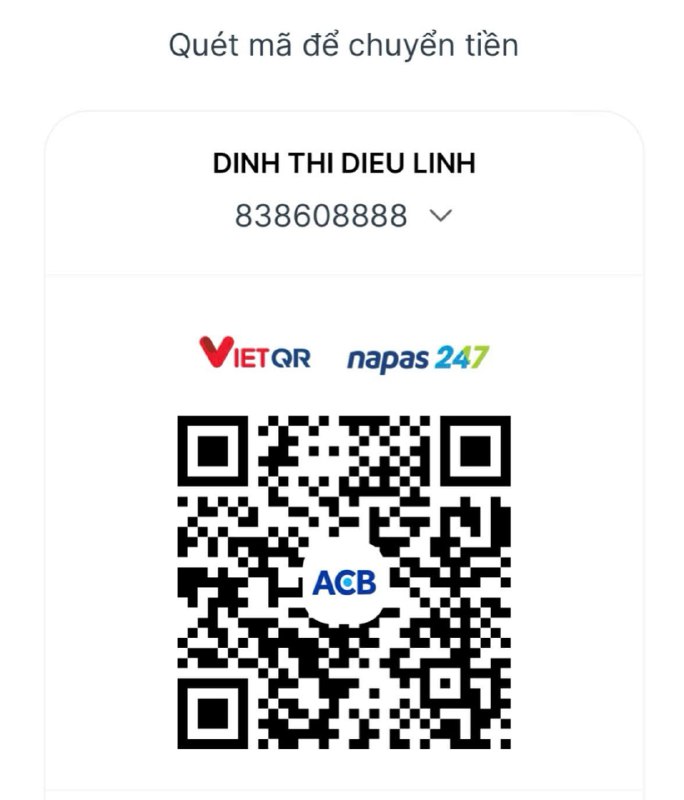 Quét mã để chuyển tiền
DINH THI DIEU LINH
838608888
VIETQR napas 247
ACB